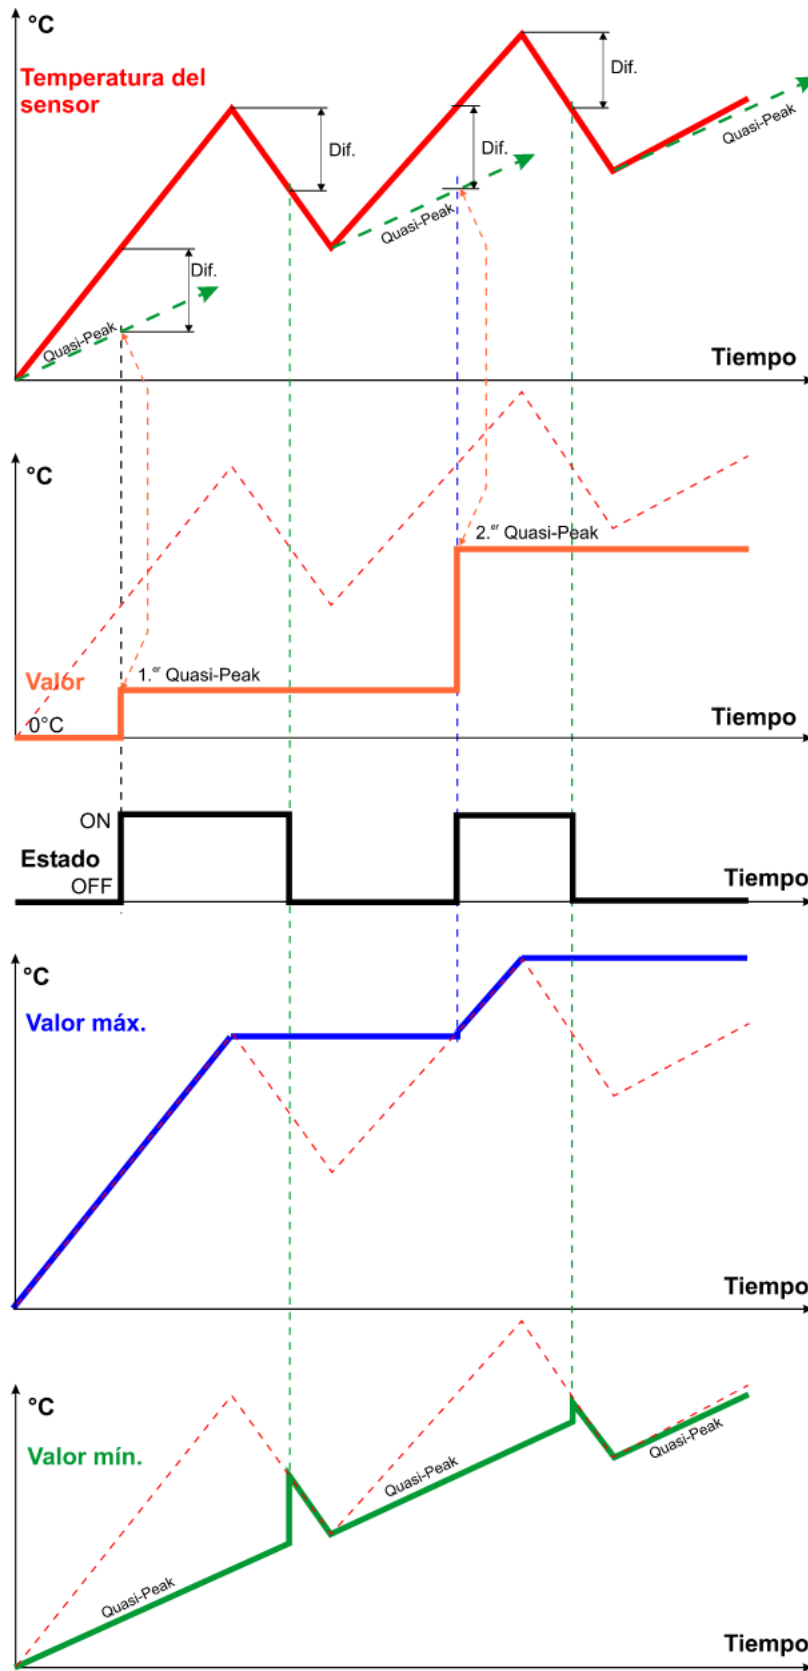 °C
Temperatura del
sensor
Dif.
Dif.
Dif.
Dif.
Quasi-Peak
Quasi-Peak
Quasi-Peak
Tiempo
°C
2.er Quasi-Peak
1.er Quasi-Peak
Valor
0°C
Tiempo
ON
Estado
OFF
Tiempo
°C
Valor máx.
Tiempo
°C
Valor mín.
Quasi-Peak
Quasi-Peak
Quasi-Peak
Tiempo